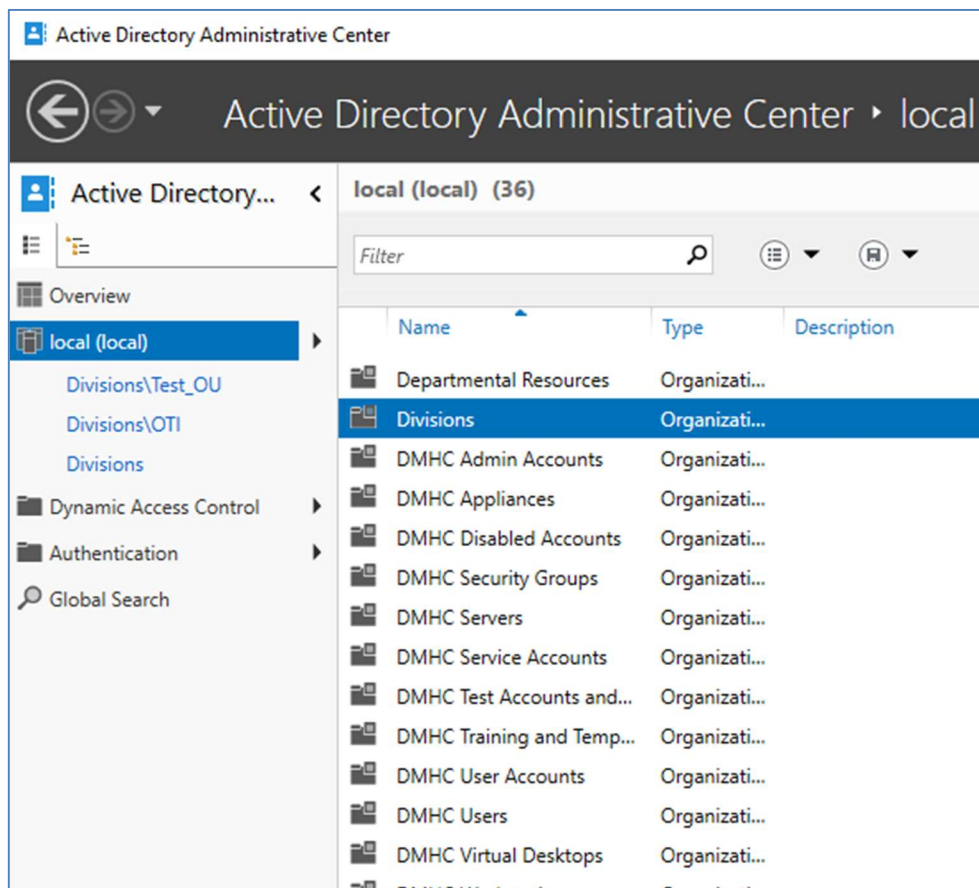 Active Directory Administrative Center
Active Directory Administrative Center ‣ local
Active Directory...
Overview
local (local)
Divisions\Test_OU
Divisions\OTI
Divisions
Dynamic Access Control
Authentication
Global Search
local (local) (36)
Filter
Name Type Description
Departmental Resources Organizati...
Divisions Organizati...
DMHC Admin Accounts Organizati...
DMHC Appliances Organizati...
DMHC Disabled Accounts Organizati...
DMHC Security Groups Organizati...
DMHC Servers Organizati...
DMHC Service Accounts Organizati...
DMHC Test Accounts and... Organizati...
DMHC Training and Temp... Organizati...
DMHC User Accounts Organizati...
DMHC Users Organizati...
DMHC Virtual Desktops Organizati...